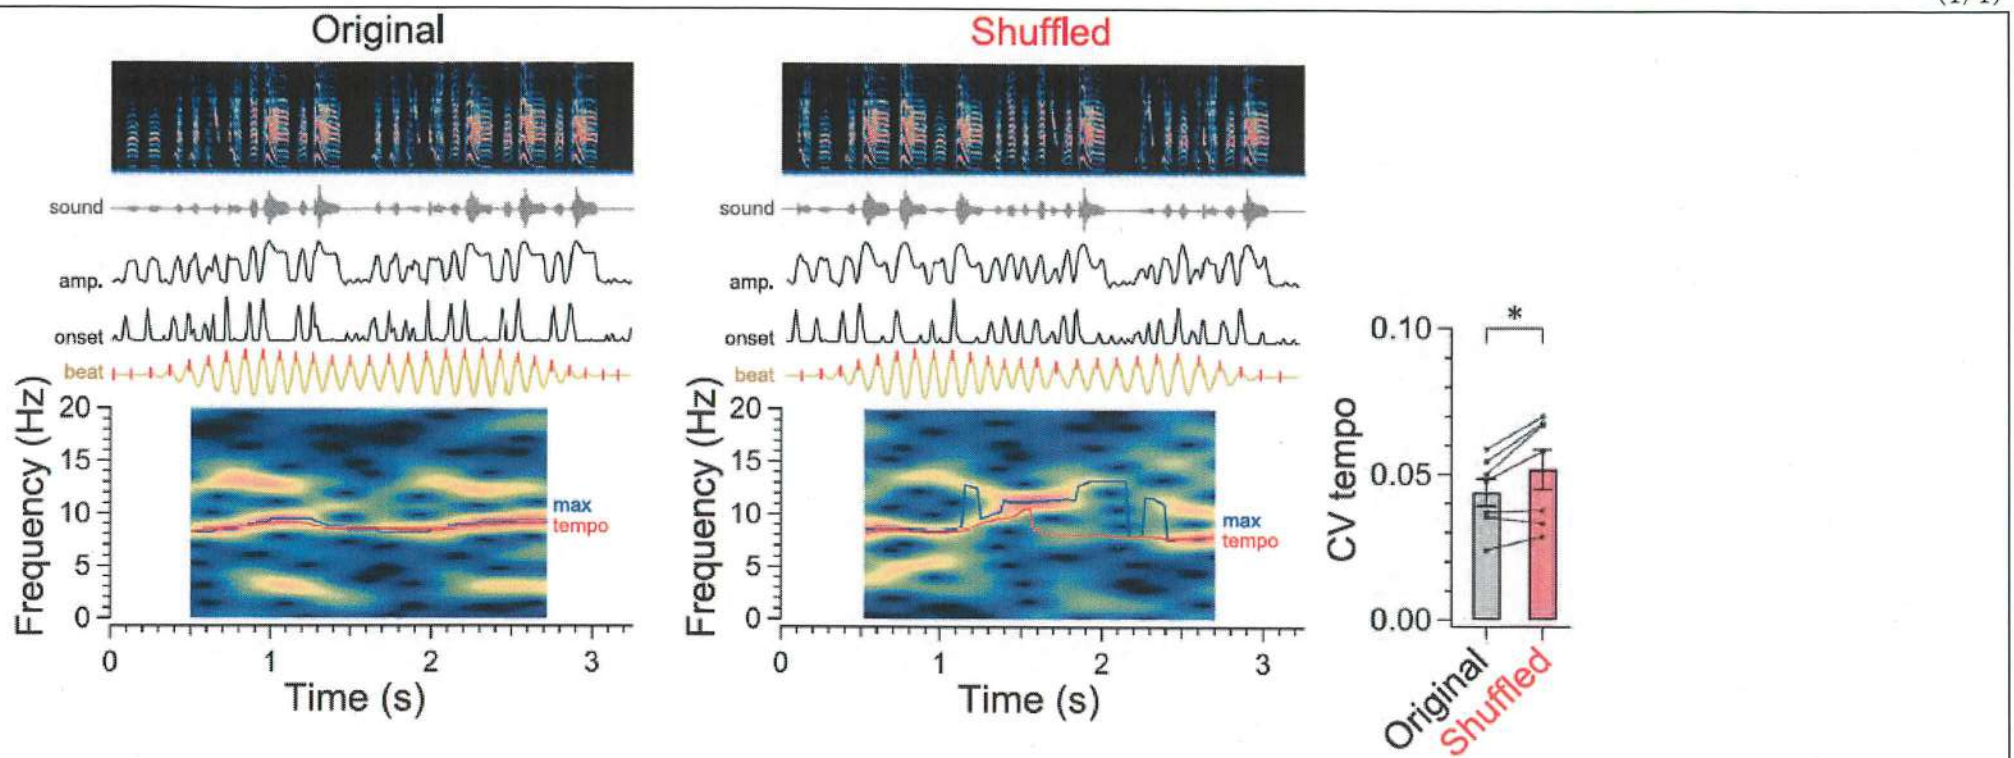 Original
sound
amp.
onset
beat
Frequency (Hz)
20
15
10
5
0
max
tempo
0 1 2 3
Time (s)
Shuffled
sound
amp.
onset
beat
Frequency (Hz)
20
15
10
5
0
max
tempo
0 1 2 3
Time (s)
*
CV tempo
0.10
0.05
0.00
Original
Shuffled